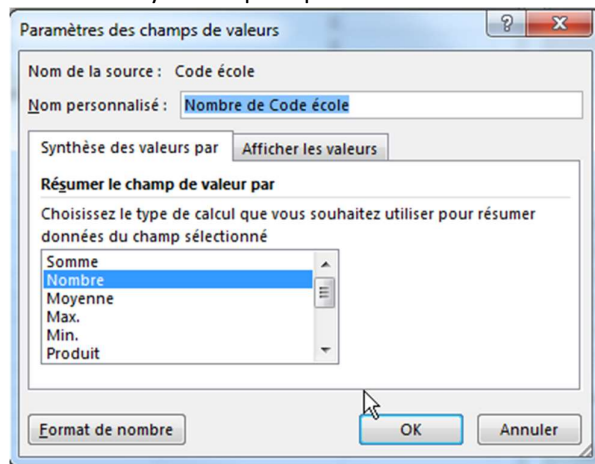 Paramètres des champs de valeurs
Nom de la source : Code école
Nom personnalisé : Nombre de Code école
Synthèse des valeurs par Afficher les valeurs
Résumer le champ de valeur par
Choisissez le type de calcul que vous souhaitez utiliser pour résumer
données du champ sélectionné
Somme
Nombre
Moyenne
Max.
Min.
Produit
Format de nombre OK Annuler